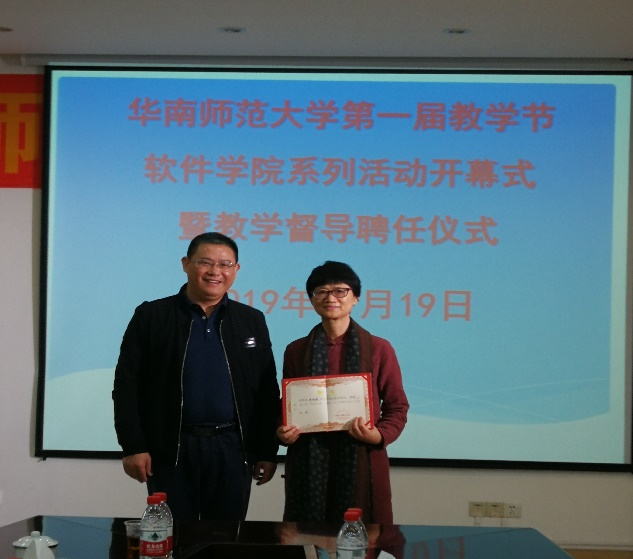 华南师范大学第一届教学节
软件学院系列活动开幕式
暨教学督导聘任仪式
019年 月19日
师